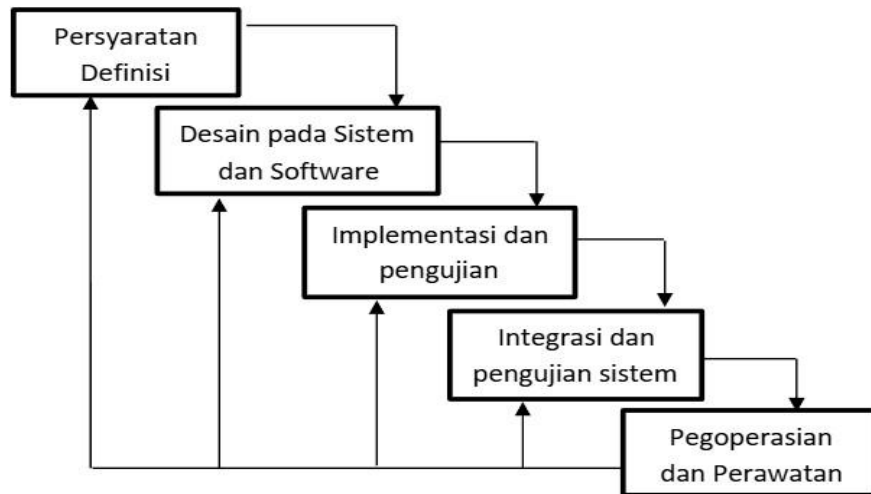 Persyaratan
Definisi
Desain pada Sistem
dan Software
Implementasi dan
pengujian
Integrasi dan
pengujian sistem
Pegoperasian
dan Perawatan